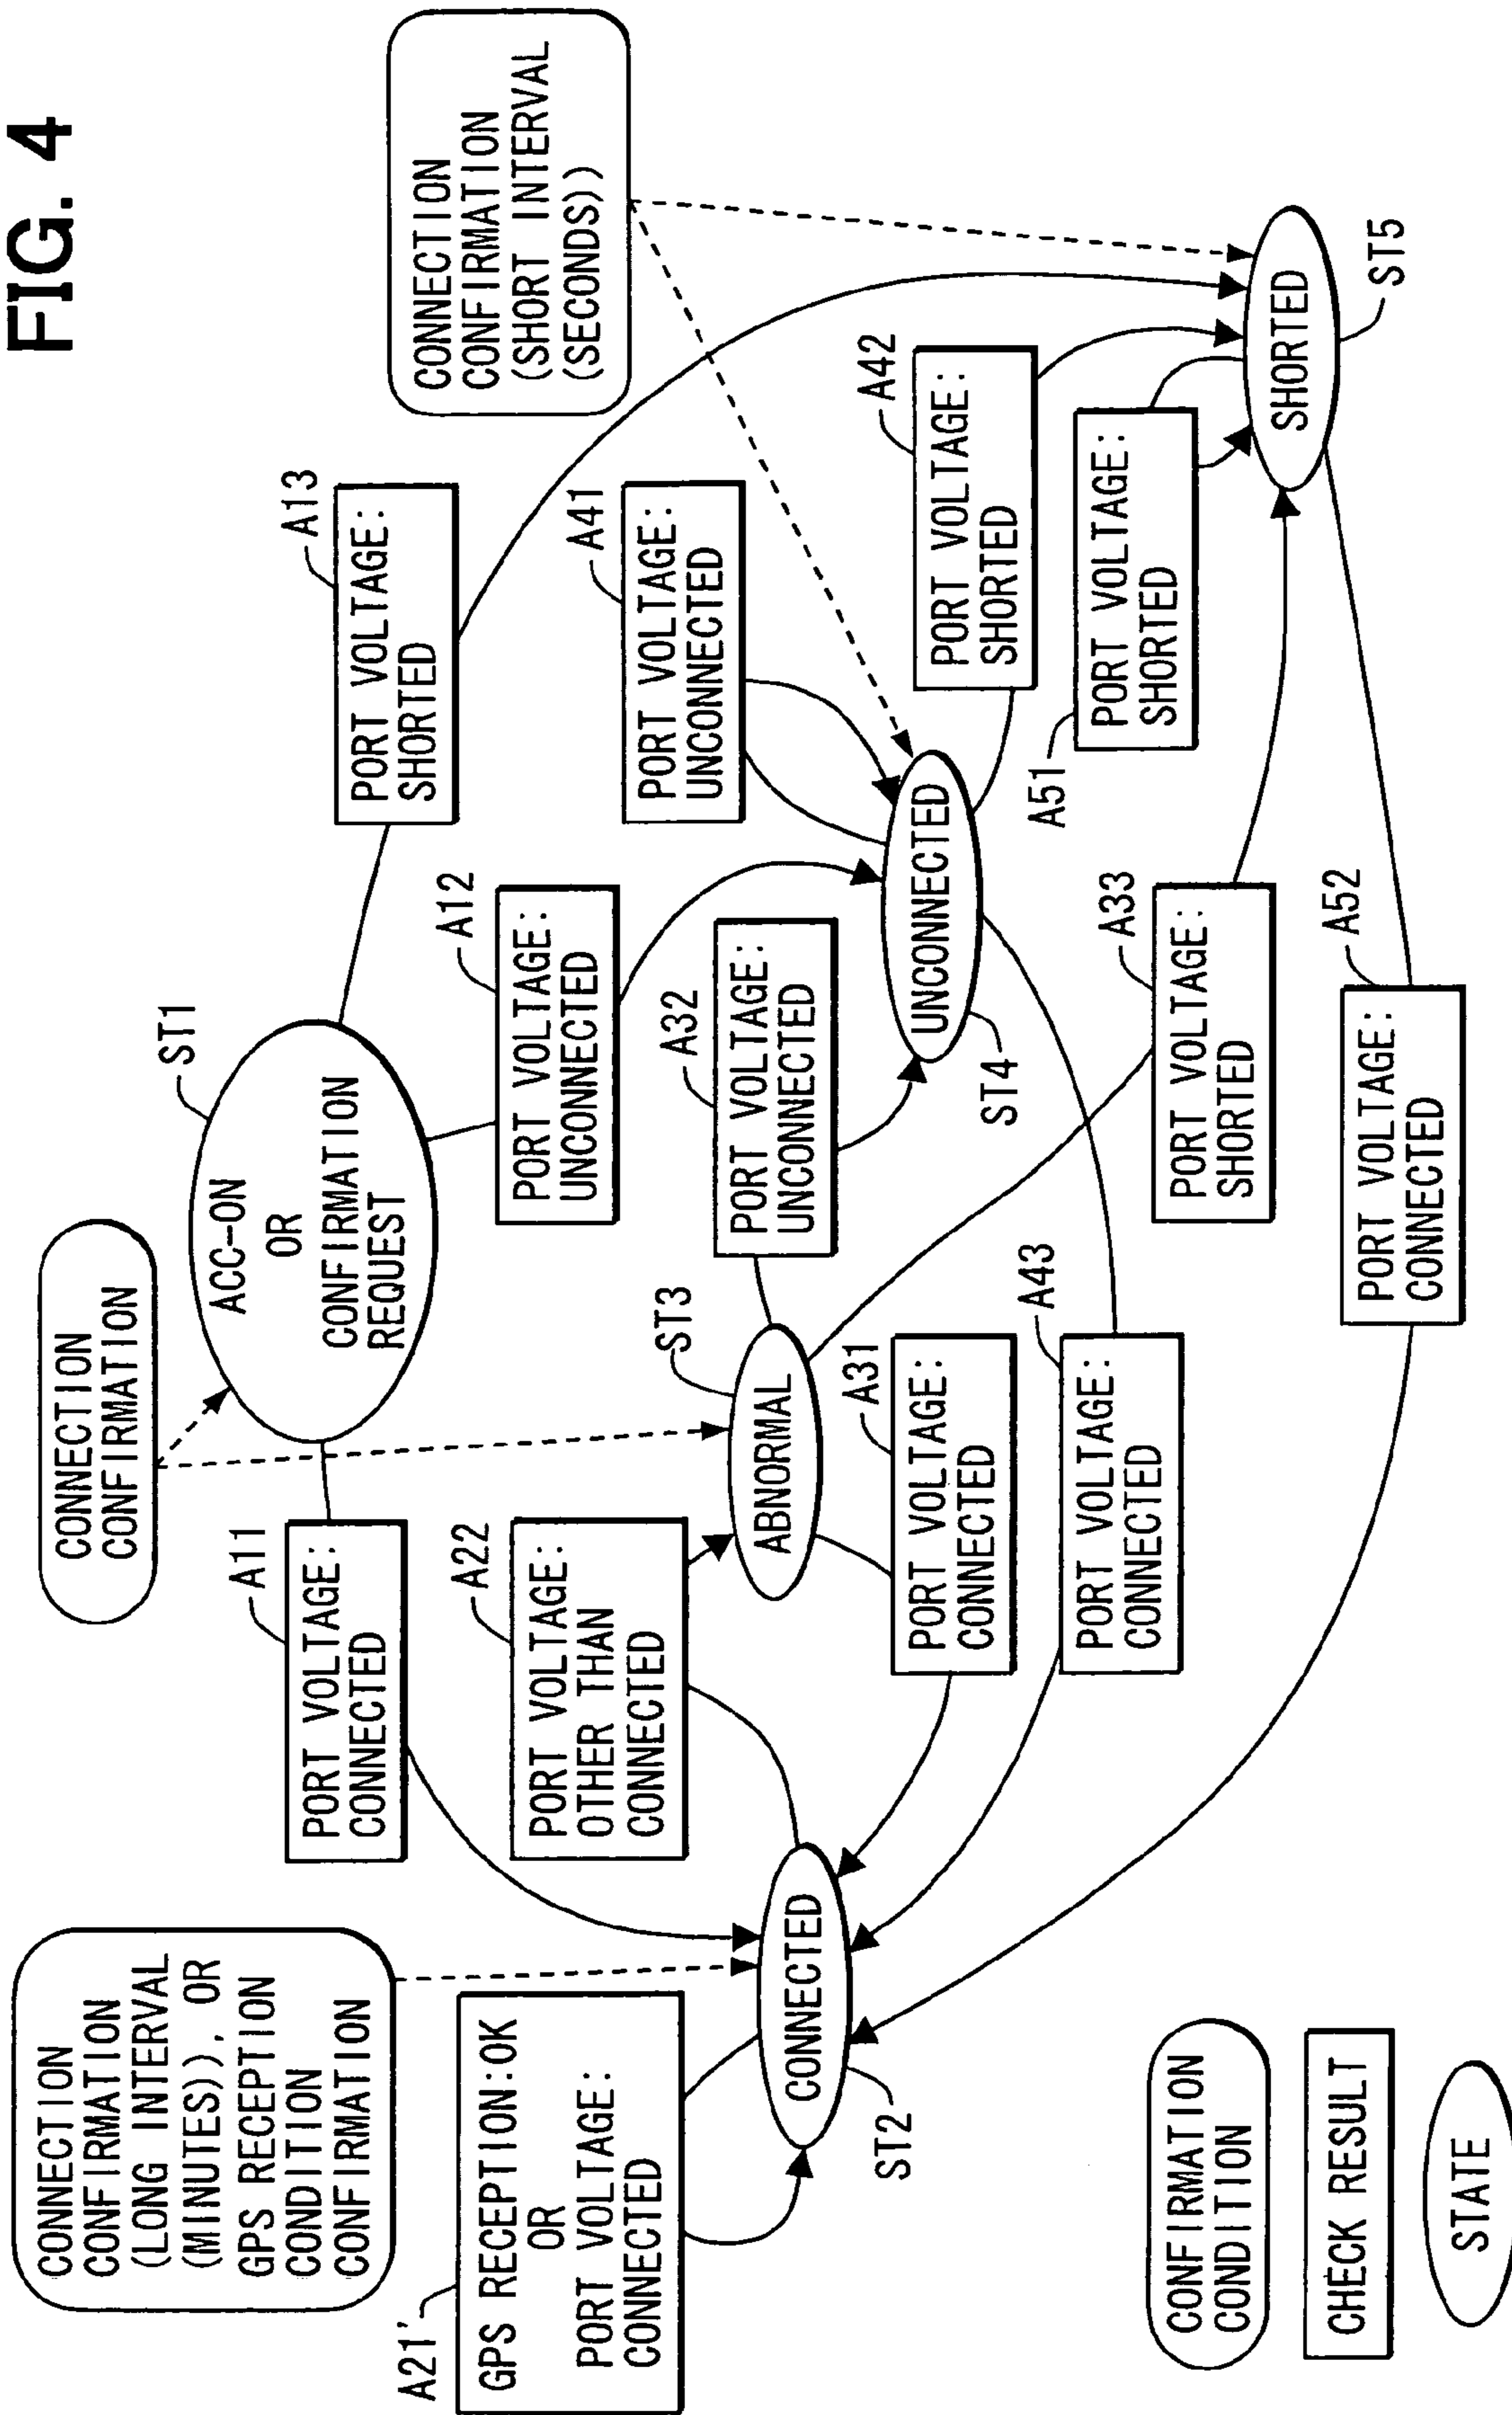 FIG. 4
CONNECTION
CONFIRMATION
(LONG INTERVAL
(MINUTES)), OR
GPS RECEPTION
CONDITION
CONFIRMATION
CONNECTION
CONFIRMATION
CONNECTION
CONFIRMATION
(SHORT INTERVAL
(SECONDS))
ST1
ACC-ON
OR
CONFIRMATION
REQUEST
A11
PORT VOLTAGE:
CONNECTED
A12
PORT VOLTAGE:
UNCONNECTED
A13
PORT VOLTAGE:
SHORTED
A21'
GPS RECEPTION:OK
OR
PORT VOLTAGE:
CONNECTED
A22
PORT VOLTAGE:
OTHER THAN
CONNECTED
A32
PORT VOLTAGE:
UNCONNECTED
A41
PORT VOLTAGE:
UNCONNECTED
CONNECTED
ST2
ABNORMAL
ST3
UNCONNECTED
ST4
A42
PORT VOLTAGE:
SHORTED
A31
PORT VOLTAGE:
CONNECTED
A43
PORT VOLTAGE:
CONNECTED
A51
PORT VOLTAGE:
SHORTED
A33
PORT VOLTAGE:
SHORTED
SHORTED
ST5
A52
PORT VOLTAGE:
CONNECTED
CONFIRMATION
CONDITION
CHECK RESULT
STATE